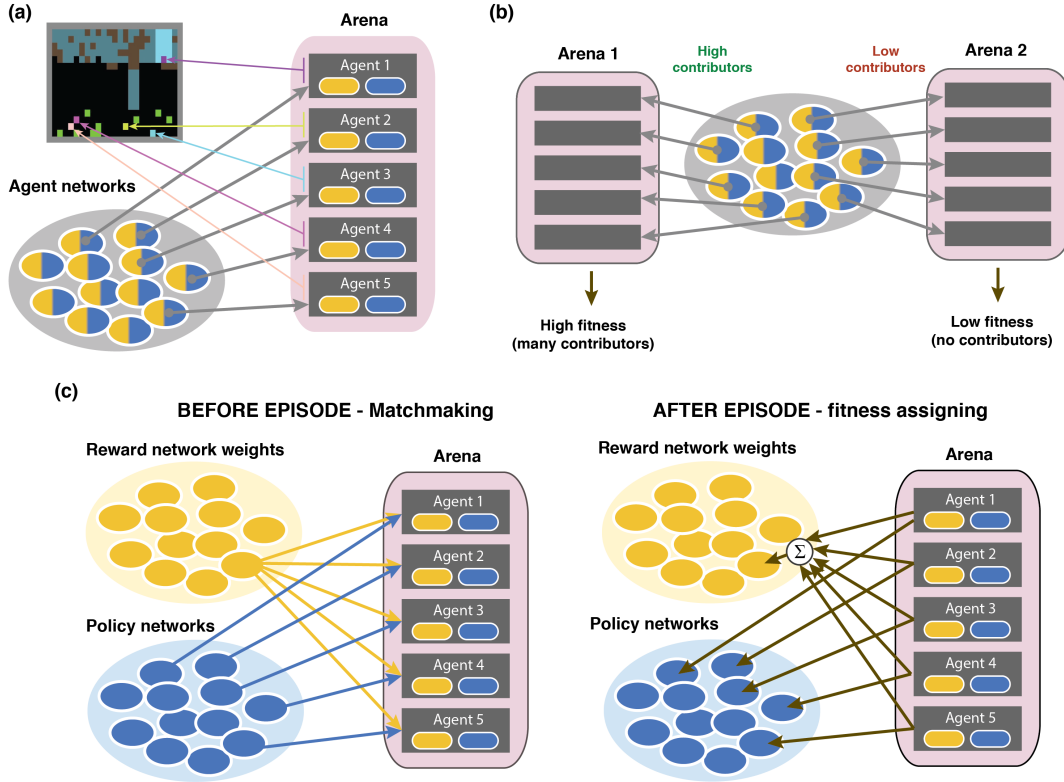 (a)
Arena
Agent 1
Agent 2
Agent 3
Agent 4
Agent 5
Agent networks
(b)
Arena 1
High
contributors
Low
contributors
Arena 2
High fitness
(many contributors)
Low fitness
(no contributors)
(c)
BEFORE EPISODE - Matchmaking
Reward network weights
Arena
Agent 1
Agent 2
Agent 3
Agent 4
Agent 5
Policy networks
AFTER EPISODE - fitness assigning
Reward network weights
Arena
Σ
Agent 1
Agent 2
Agent 3
Agent 4
Agent 5
Policy networks